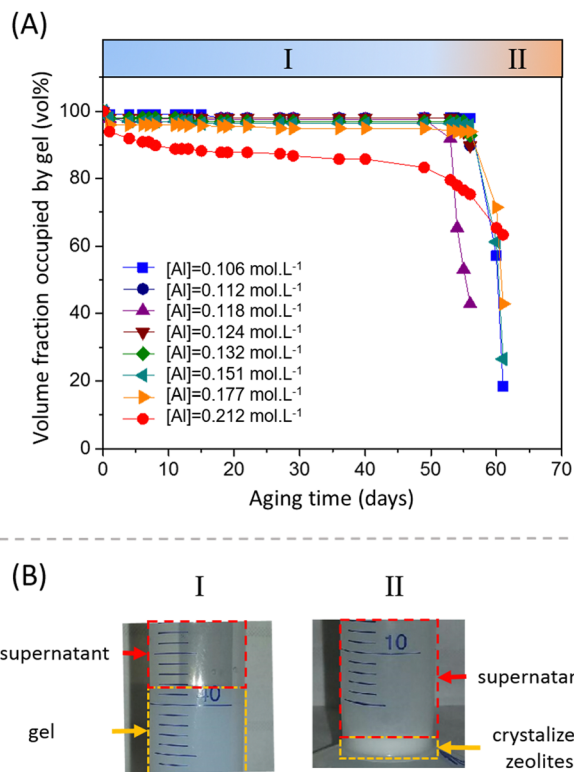 (A)
I II
Volume fraction occupied by gel (vol%)
100
80
60
40
20
0
[Al]=0.106 mol.L-1
[Al]=0.112 mol.L-1
[Al]=0.118 mol.L-1
[Al]=0.124 mol.L-1
[Al]=0.132 mol.L-1
[Al]=0.151 mol.L-1
[Al]=0.177 mol.L-1
[Al]=0.212 mol.L-1
0 10 20 30 40 50 60 70
Aging time (days)
(B)
I II
supernatant
gel
40
10
supernatan
crystalize
zeolites